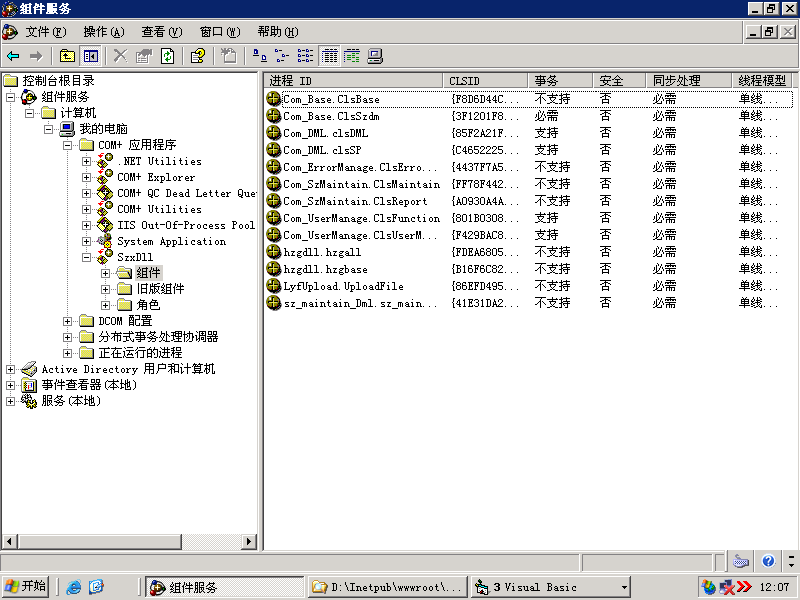 组件服务
文件(F) 操作(A) 查看(V) 窗口(W) 帮助(H)
控制台根目录
组件服务
计算机
我的电脑
COM+ 应用程序
.NET Utilities
COM+ Explorer
COM+ QC Dead Letter Que
COM+ Utilities
IIS Out-Of-Process Pool
System Application
SzxDll
组件
旧版组件
角色
DCOM 配置
分布式事务处理协调器
正在运行的进程
Active Directory 用户和计算机
事件查看器(本地)
服务(本地)
进程 ID CLSID 事务 安全 同步处理 线程模型
Com_Base.ClsBase {F8D6D44C... 不支持 否 必需 单线...
Com_Base.ClsSzdm {3F1201F8... 必需 否 必需 单线...
Com_DML.clsDML {85F2A21F... 支持 否 必需 单线...
Com_DML.clsSP {C4652225... 支持 否 必需 单线...
Com_ErrorManage.ClsErro... {4437F7A5... 不支持 否 必需 单线...
Com_SzMaintain.ClsMaintain {FF78F442... 不支持 否 必需 单线...
Com_SzMaintain.ClsReport {A0930A4A... 不支持 否 必需 单线...
Com_UserManage.ClsFunction {801B0308... 支持 否 必需 单线...
Com_UserManage.ClsUserM... {F429BAC8... 支持 否 必需 单线...
hzgdll.hzgall {FDEA6805... 不支持 否 必需 单线...
hzgdll.hzgbase {B16F6C82... 不支持 否 必需 单线...
LyfUpload.UploadFile {86EFD495... 不支持 否 必需 单线...
sz_maintain_Dml.sz_main... {41E31DA2... 不支持 否 必需 单线...
开始 组件服务 D:\Inetpub\wwwroot\... 3 Visual Basic 12:07